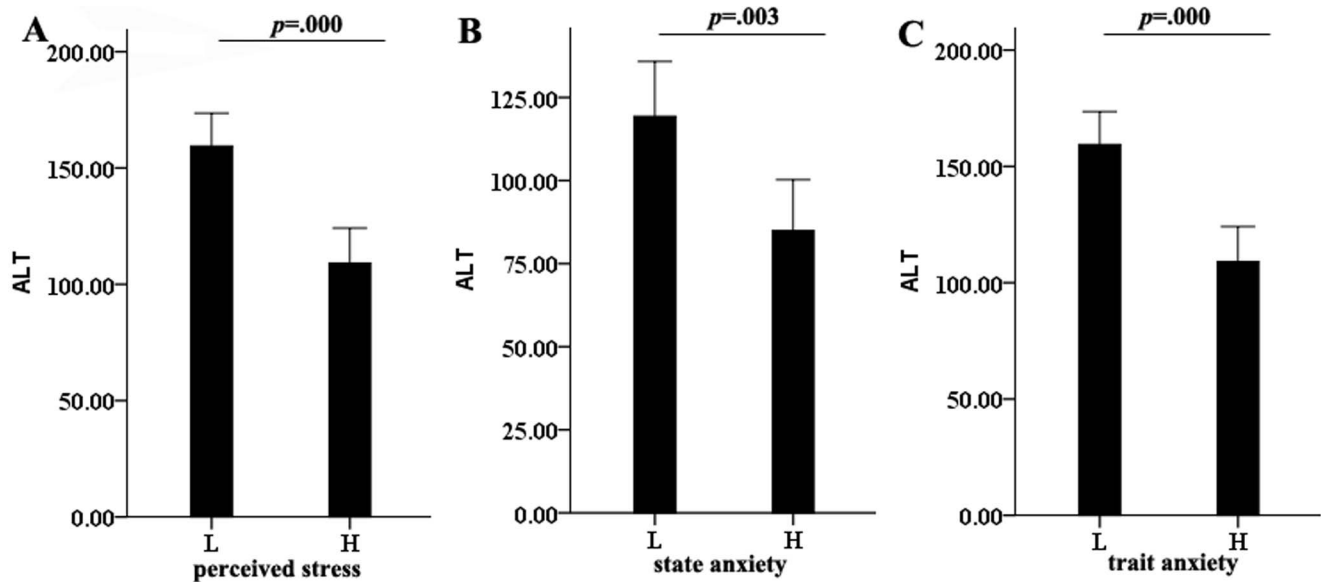 A
p=.000
200.00
150.00
100.00
50.00
0.00
ALT
L H
perceived stress
B
p=.003
125.00
100.00
75.00
50.00
25.00
0.00
ALT
L H
state anxiety
C
p=.000
200.00
150.00
100.00
50.00
0.00
ALT
L H
trait anxiety